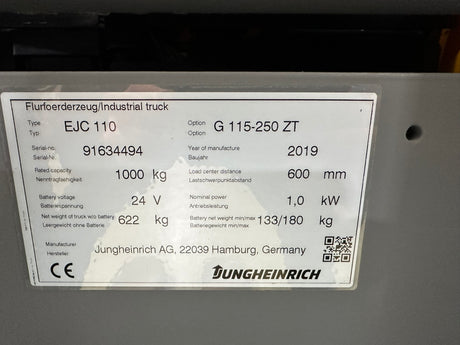 Flurfoerderzeug/Industrial truck
Type EJC 110 Option G 115-250 ZT
Typ Option
Serial-no. 91634494 Year of manufacture 2019
Serial-Nr. Baujahr
Rated capacity 1000 kg Load center distance 600 mm
Nenntragfaehigkeit Lastschwerpunktabstand
Battery voltage 24 V Nominal power 1,0 kW
Batteriespannung Antriebsleistung
Net weight of truck w/o battery 622 kg Battery net weight min/max 133/180 kg
Leergewicht ohne Batterie Batteriegewicht min/max
Manufacturer Jungheinrich AG, 22039 Hamburg, Germany
Hersteller
CE JUNGHEINRICH